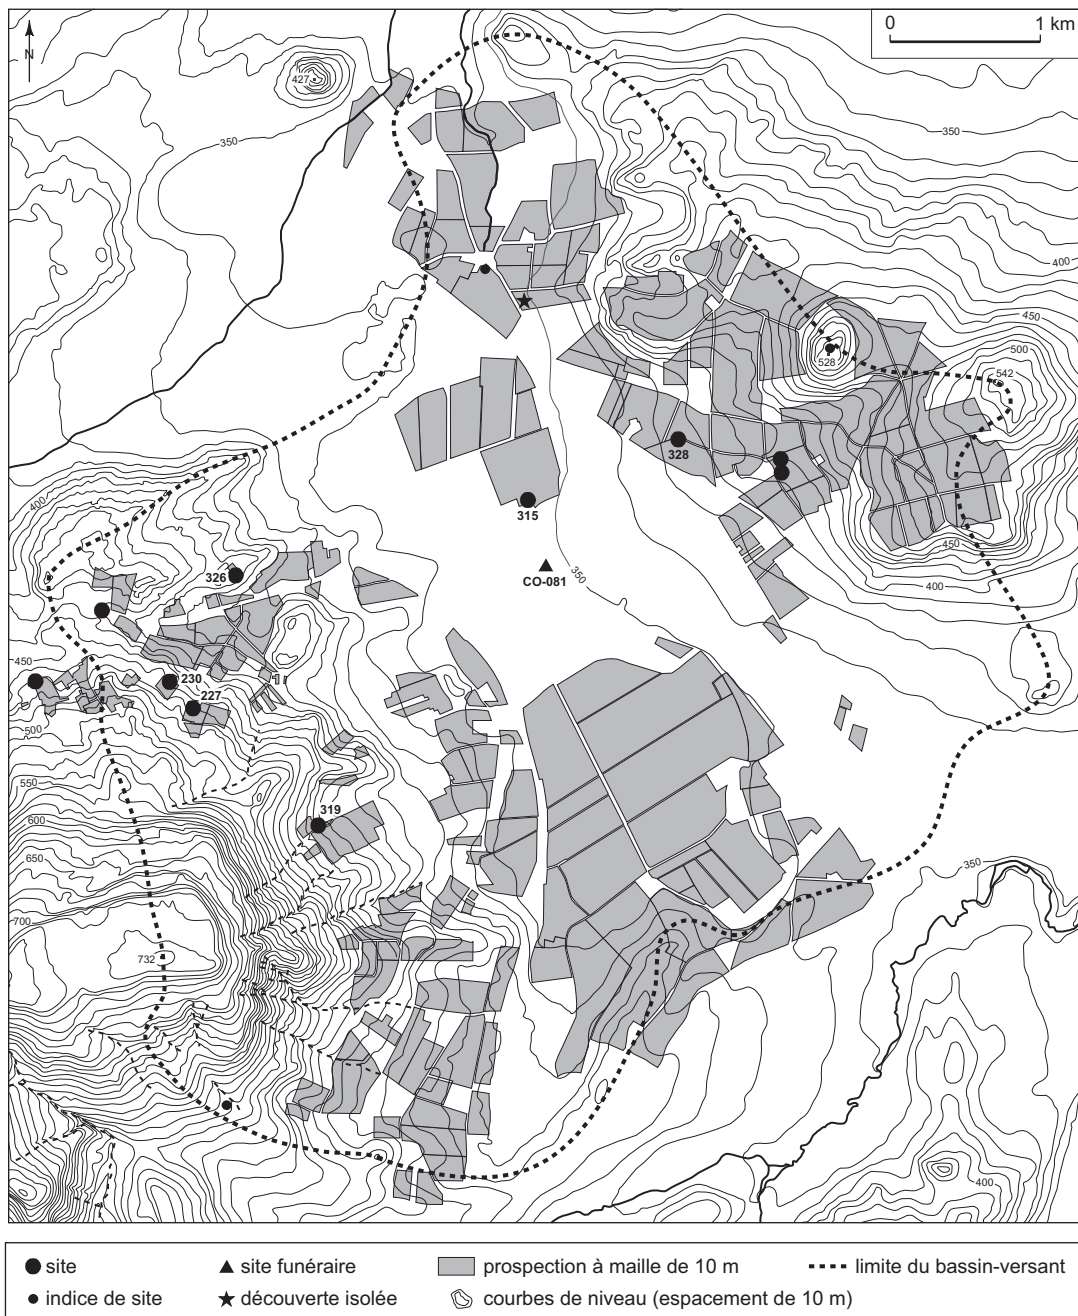 0 1 km
N
427
350
350
400
450
500
528
542
328
315
400
CO-081
350
326
450
400
450
230
227
500
550
319
600
650
350
700
732
400
site
site funéraire
prospection à maille de 10 m
limite du bassin-versant
indice de site
découverte isolée
courbes de niveau (espacement de 10 m)